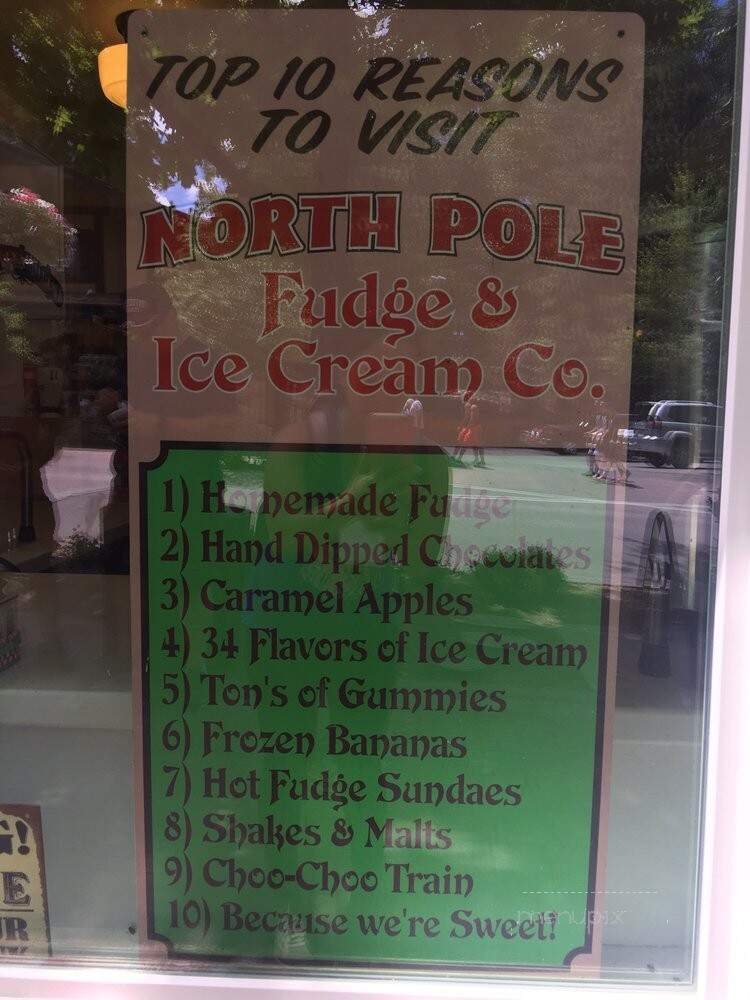 TOP 10 REASONS
TO VISIT
NORTH POLE
Fudge &
Ice Cream Co.
1) Homemade Fudge
2) Hand Dipped Chocolates
3) Caramel Apples
4) 34 Flavors of Ice Cream
5) Ton's of Gummies
6) Frozen Bananas
7) Hot Fudge Sundaes
8) Shakes & Malts
9) Choo-Choo Train
10) Because we're Sweet!
menupix